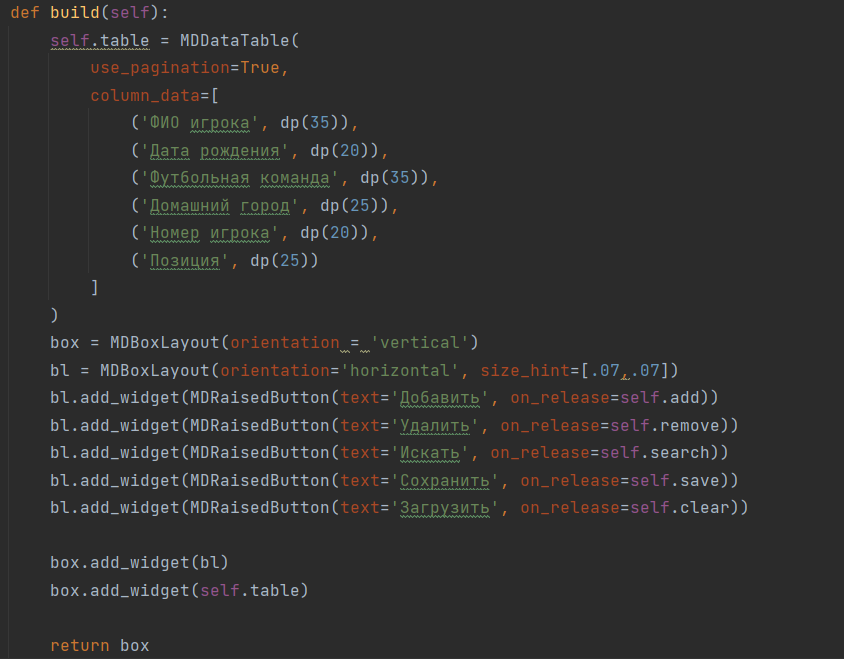 def build(self):
    self.table = MDDataTable(
        use_pagination=True,
        column_data=[
            ('ФИО игрока', dp(35)),
            ('Дата рождения', dp(20)),
            ('Футбольная команда', dp(35)),
            ('Домашний город', dp(25)),
            ('Номер игрока', dp(20)),
            ('Позиция', dp(25))
        ]
    )
    box = MDBoxLayout(orientation = 'vertical')
    bl = MDBoxLayout(orientation='horizontal', size_hint=[.07,.07])
    bl.add_widget(MDRaisedButton(text='Добавить', on_release=self.add))
    bl.add_widget(MDRaisedButton(text='Удалить', on_release=self.remove))
    bl.add_widget(MDRaisedButton(text='Искать', on_release=self.search))
    bl.add_widget(MDRaisedButton(text='Сохранить', on_release=self.save))
    bl.add_widget(MDRaisedButton(text='Загрузить', on_release=self.clear))

    box.add_widget(bl)
    box.add_widget(self.table)

    return box